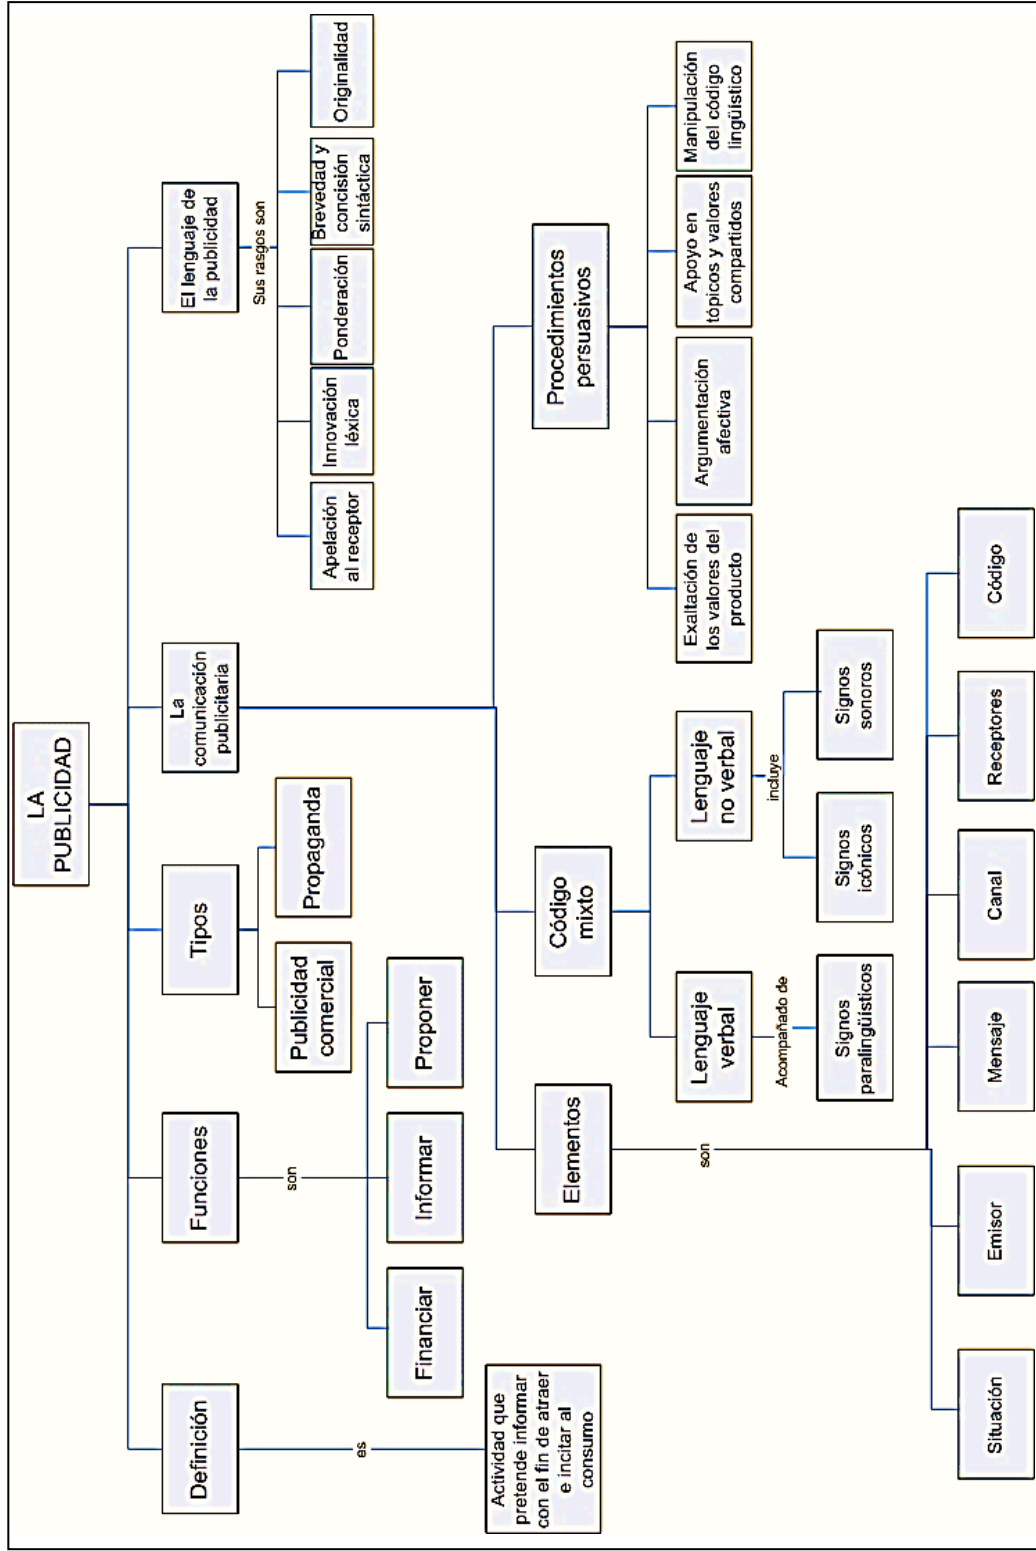 LA
PUBLICIDAD
Definición
Funciones
Tipos
La
comunicación
publicitaria
El lenguaje de
la publicidad
es
Actividad que
pretende informar
con el fin de atraer
e incitar al
consumo
son
Financiar
Informar
Proponer
Publicidad
comercial
Propaganda
Sus rasgos son
Apelación
al receptor
Innovación
léxica
Ponderación
Brevedad y
concisión
sintáctica
Originalidad
Elementos
Código
mixto
Procedimientos
persuasivos
son
Lenguaje
verbal
Lenguaje
no verbal
Exaltación de
los valores del
producto
Argumentación
afectiva
Apoyo en
tópicos y valores
compartidos
Manipulación
del código
lingüístico
Acompañado de
Signos
paralingüísticos
incluye
Signos
icónicos
Signos
sonoros
Situación
Emisor
Mensaje
Canal
Receptores
Código